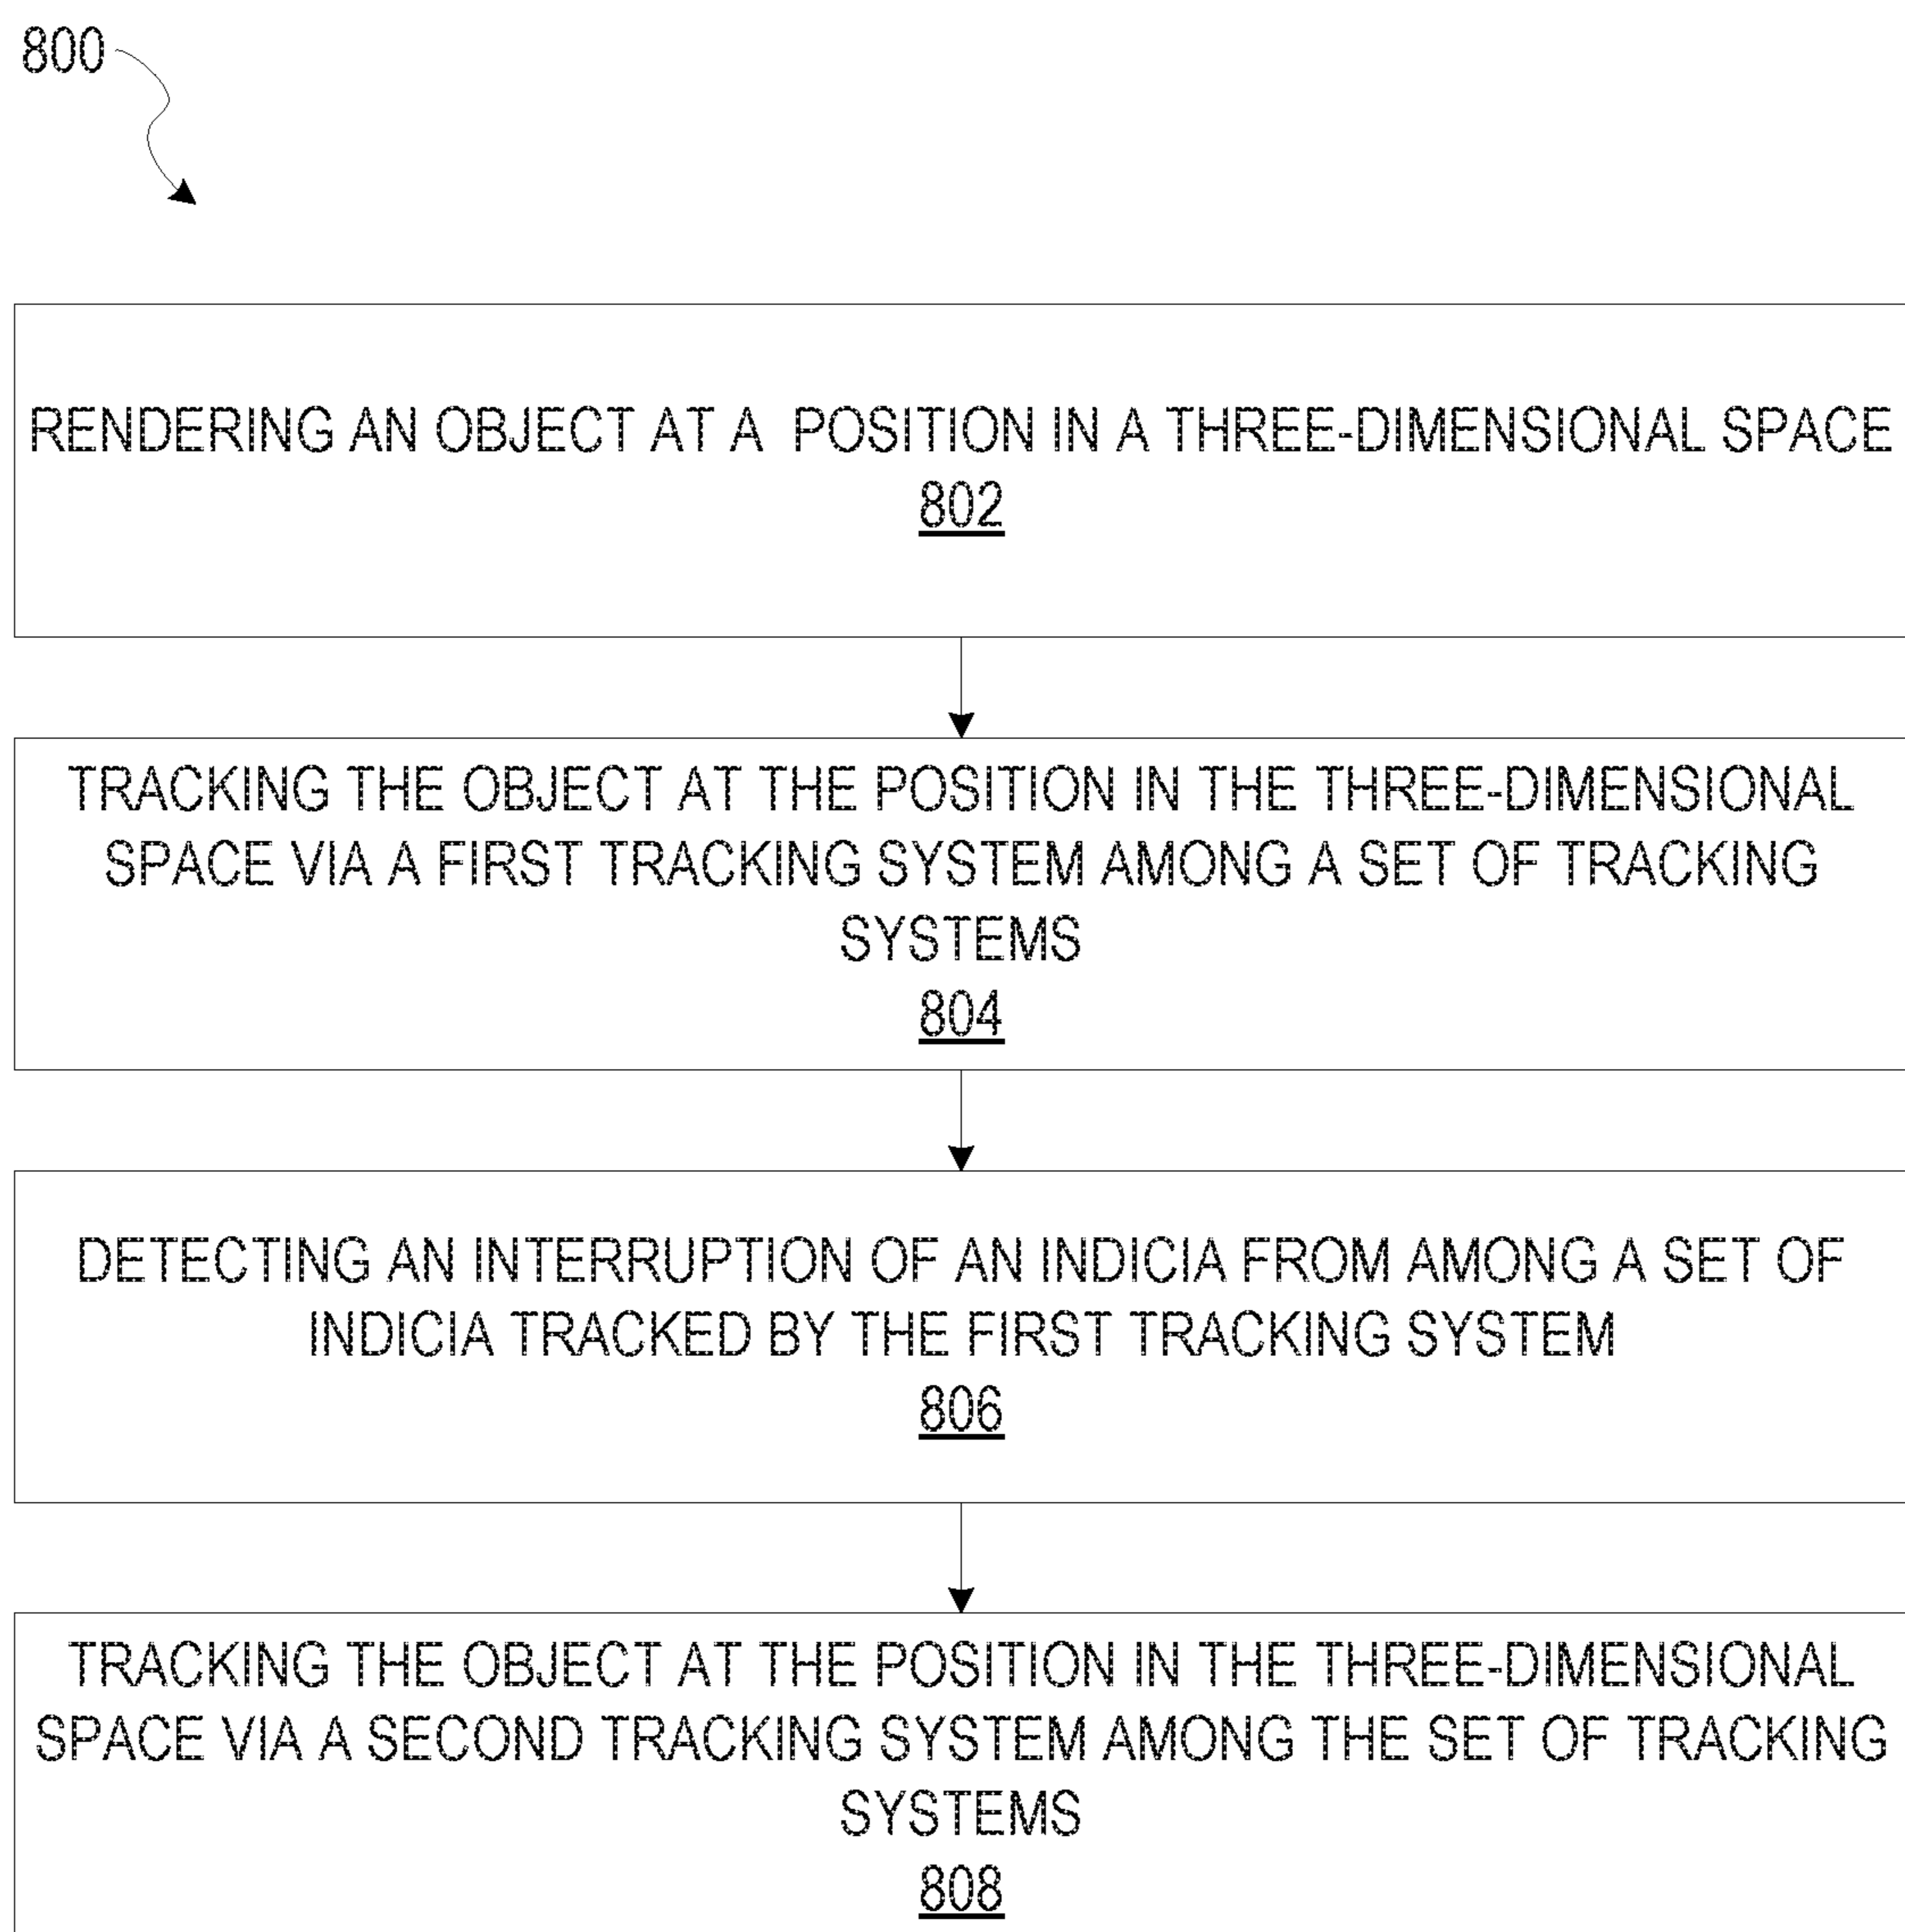 800
RENDERING AN OBJECT AT A POSITION IN A THREE-DIMENSIONAL SPACE
802
TRACKING THE OBJECT AT THE POSITION IN THE THREE-DIMENSIONAL
SPACE VIA A FIRST TRACKING SYSTEM AMONG A SET OF TRACKING
SYSTEMS
804
DETECTING AN INTERRUPTION OF AN INDICIA FROM AMONG A SET OF
INDICIA TRACKED BY THE FIRST TRACKING SYSTEM
806
TRACKING THE OBJECT AT THE POSITION IN THE THREE-DIMENSIONAL
SPACE VIA A SECOND TRACKING SYSTEM AMONG THE SET OF TRACKING
SYSTEMS
808